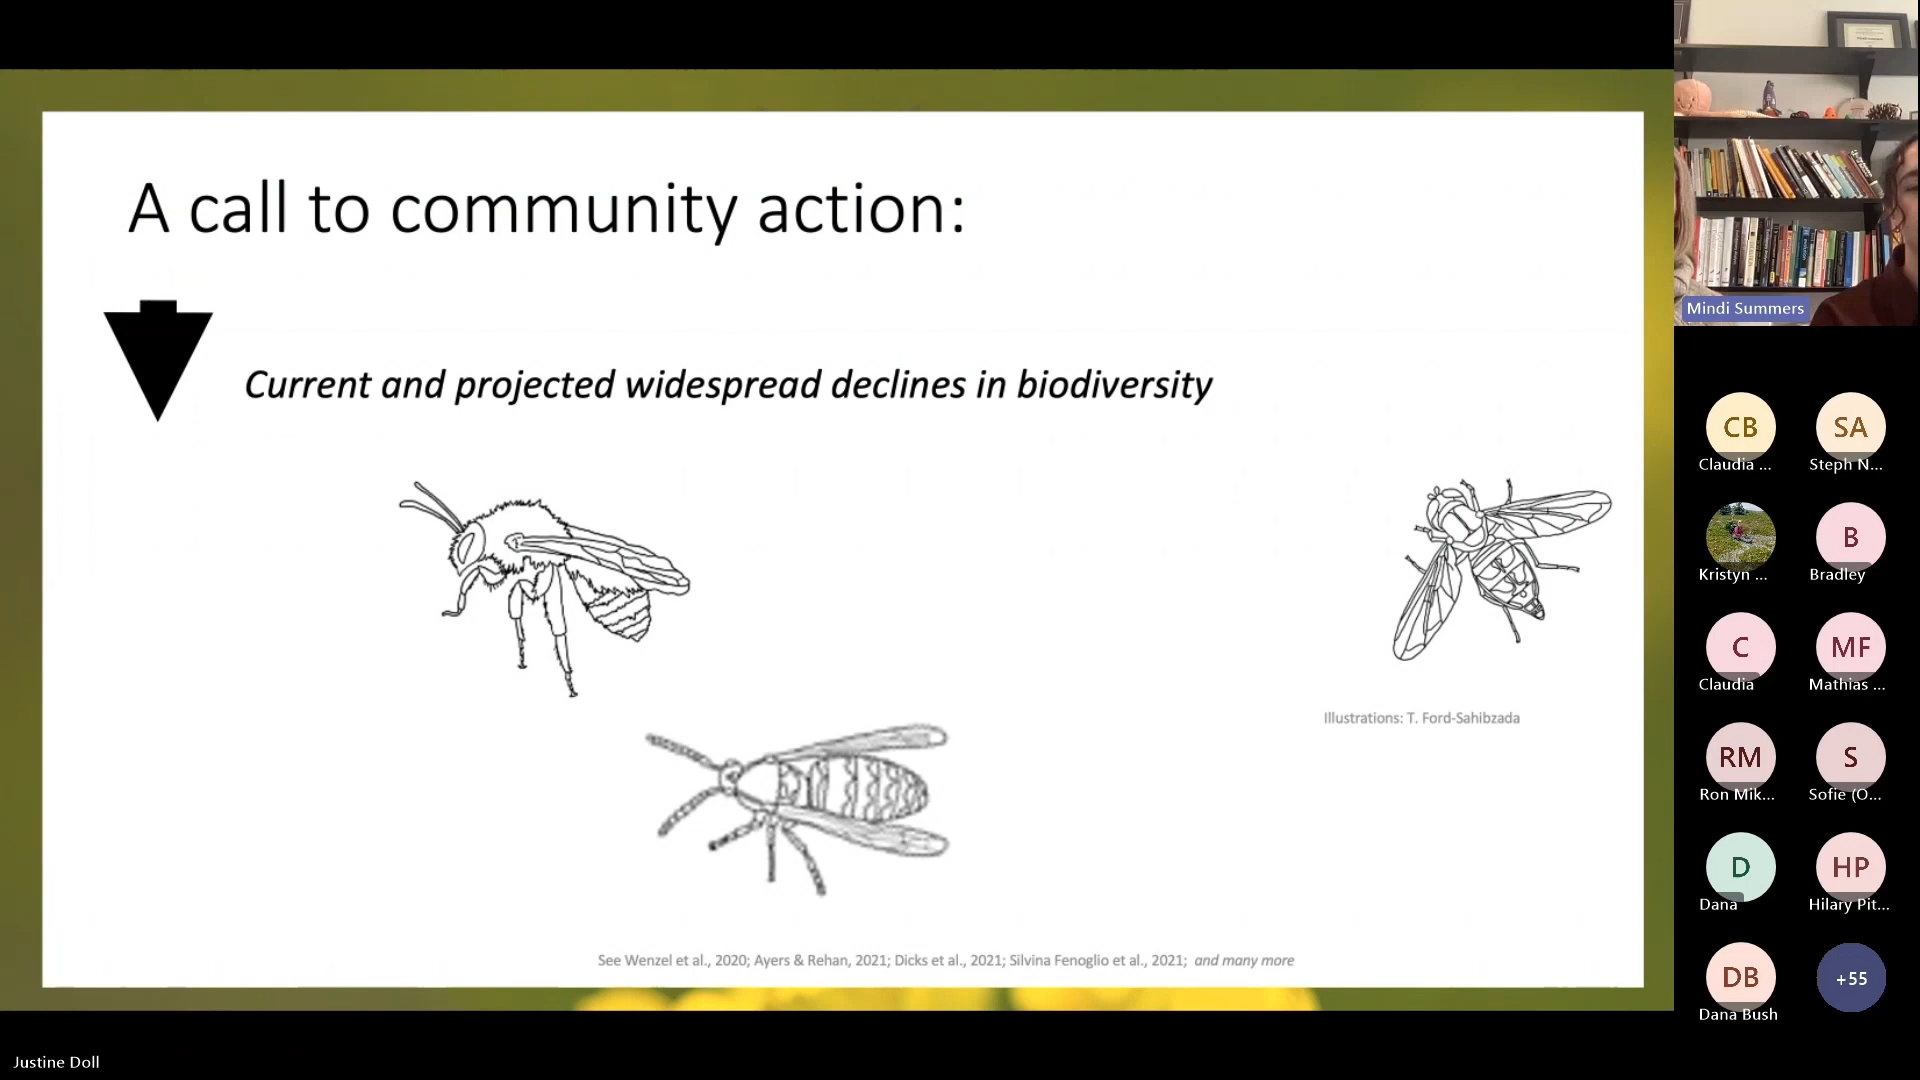 A call to community action:
Current and projected widespread declines in biodiversity
Illustrations: T. Ford-Sahibzada
See Wenzel et al., 2020; Ayers & Rehan, 2021; Dicks et al., 2021; Silvina Fenoglio et al., 2021; and many more
Justine Doll
Mindi Summers
CB
SA
Claudia ...
Steph N...
B
Kristyn ...
Bradley
C
MF
Claudia
Mathias ...
RM
S
Ron Mik...
Sofie (O...
D
HP
Dana
Hilary Pit...
DB
+55
Dana Bush